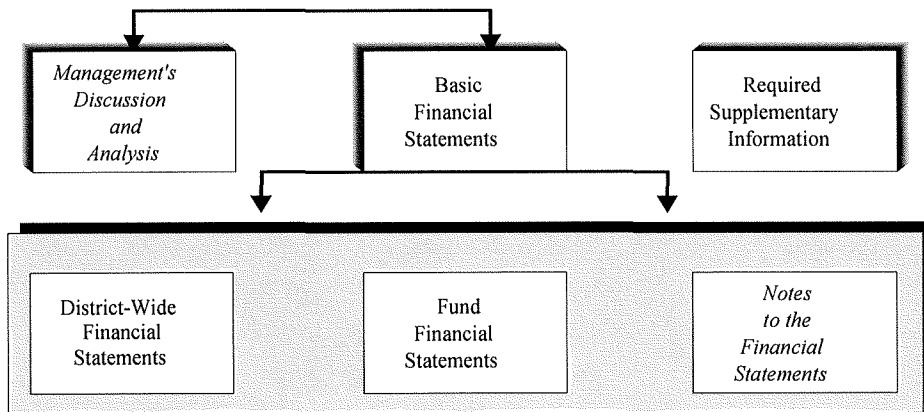 Management's
Discussion
and
Analysis
Basic
Financial
Statements
Required
Supplementary
Information
District-Wide
Financial
Statements
Fund
Financial
Statements
Notes
to the
Financial
Statements